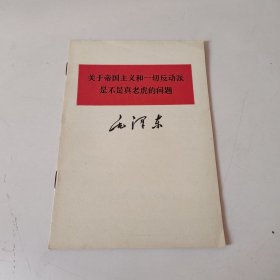 关于帝国主义和一切反动派
是不是真老虎的问题
毛泽东